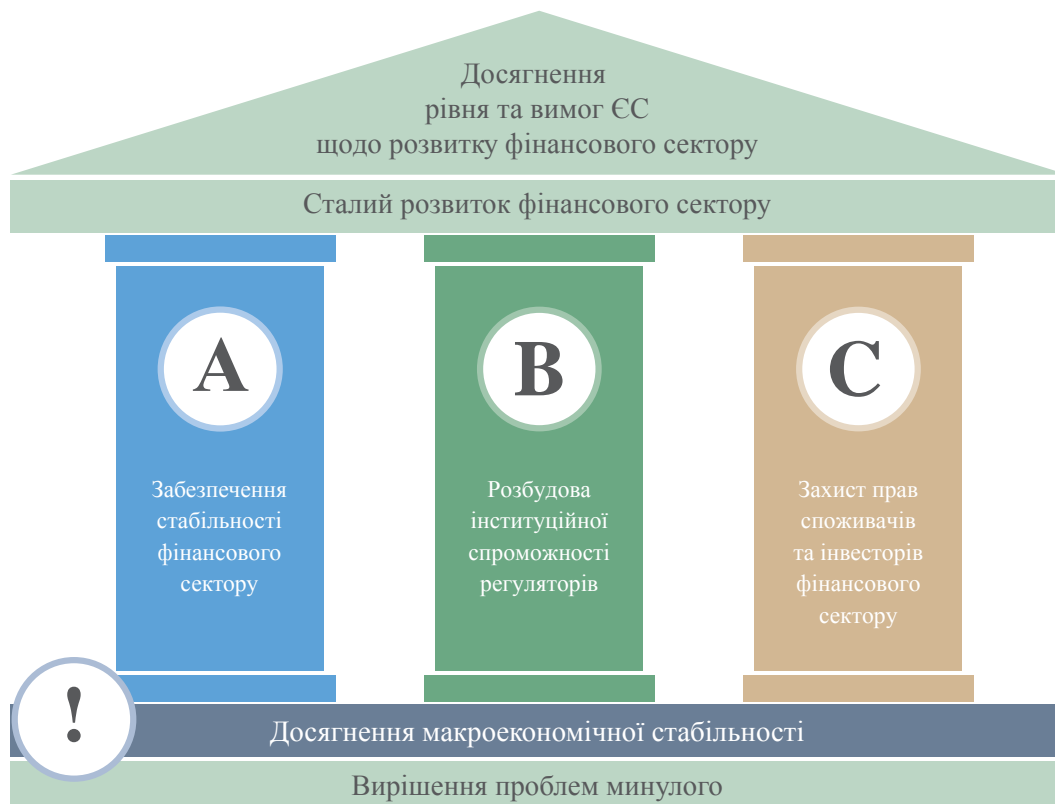 Досягнення
рівня та вимог ЄС
щодо розвитку фінансового сектору
Сталий розвиток фінансового сектору
A
Забезпечення
стабільності
фінансового
сектору
B
Розбудова
інституційної
спроможності
регуляторів
C
Захист прав
споживачів
та інвесторів
фінансового
сектору
!
Досягнення макроекономічної стабільності
Вирішення проблем минулого